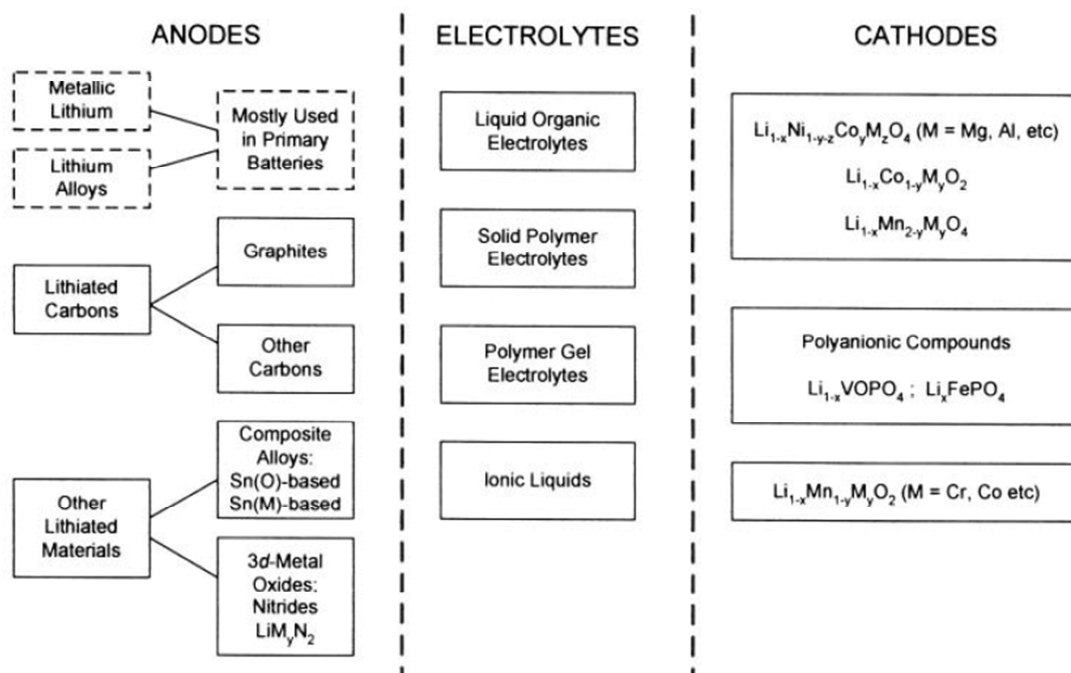 ANODES
Metallic
Lithium
Lithium
Alloys
Mostly Used
in Primary
Batteries
Lithiated
Carbons
Graphites
Other
Carbons
Other
Lithiated
Materials
Composite
Alloys:
Sn(O)-based
Sn(M)-based
3d-Metal
Oxides:
Nitrides
LiMyN₂
ELECTROLYTES
Liquid Organic
Electrolytes
Solid Polymer
Electrolytes
Polymer Gel
Electrolytes
Ionic Liquids
CATHODES
Li₁₋ₓNi₁₋y₋zCoyMzO₄ (M = Mg, Al, etc)
Li₁₋ₓCo₁₋yMyO₂
Li₁₋ₓMn₂₋yMyO₄
Polyanionic Compounds
Li₁₋ₓVOPO₄ ; LiₓFePO₄
Li₁₋ₓMn₁₋yMyO₂ (M = Cr, Co etc)